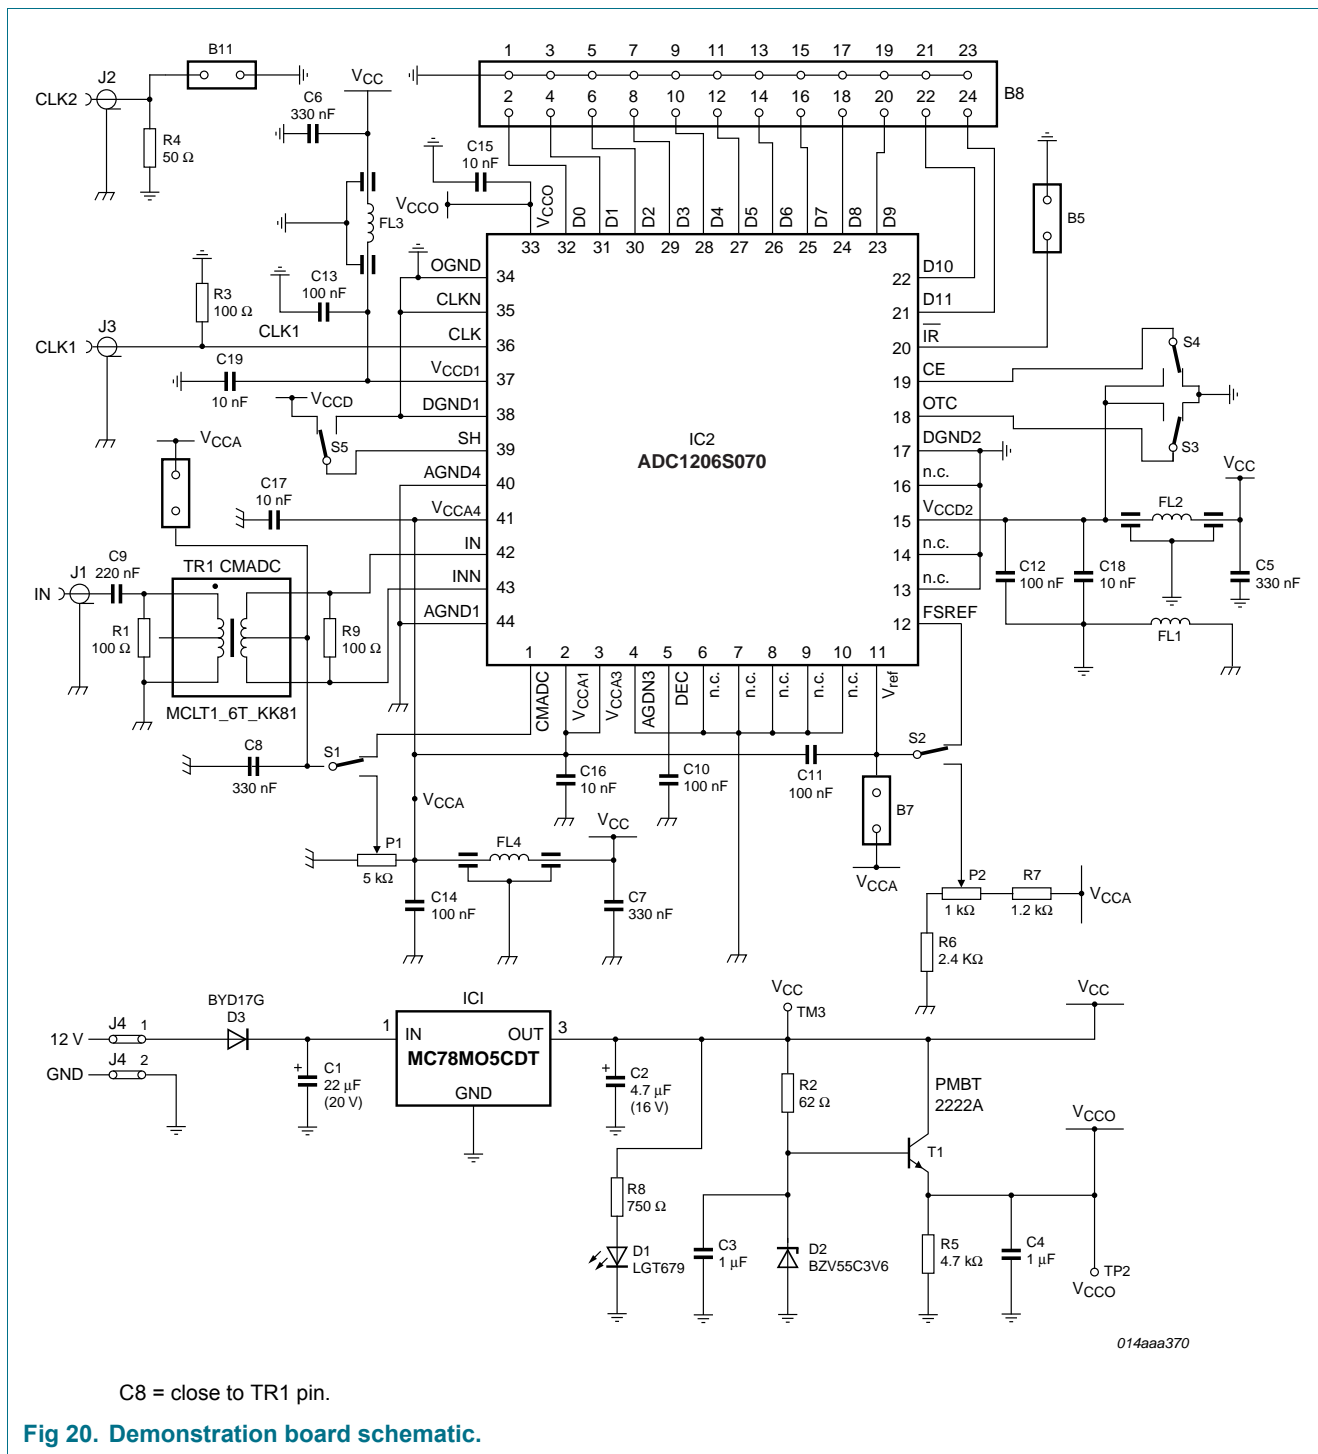 1 3 5 7 9 11 13 15 17 19 21 23
2 4 6 8 10 12 14 16 18 20 22 24
B8
B11
J2
CLK2
R4
50 Ω
VCC
C6
330 nF
FL3
C15
10 nF
VCCO
VCCO
D0 D1 D2 D3 D4 D5 D6 D7 D8 D9
33 32 31 30 29 28 27 26 25 24 23
B5
C13
100 nF
R3
100 Ω
CLK1
J3
CLK1
C19
10 nF
VCCD
S5
VCCA
C17
10 nF
OGND 34
CLKN 35
CLK 36
VCCD1 37
DGND1 38
SH 39
AGND4 40
VCCA4 41
IN 42
INN 43
AGND1 44
IC2
ADC1206S070
22 D10
21 D11
20 IR
19 CE
18 OTC
17 DGND2
16 n.c.
15 VCCD2
14 n.c.
13 n.c.
12 FSREF
S4
S3
VCC
FL2
C12
100 nF
C18
10 nF
C5
330 nF
FL1
IN
J1
C9
220 nF
TR1 CMADC
R1
100 Ω
R9
100 Ω
MCLT1_6T_KK81
1 2 3 4 5 6 7 8 9 10 11
CMADC
VCCA1
VCCA3
AGDN3
DEC
n.c.
n.c.
n.c.
n.c.
n.c.
Vref
C8
330 nF
S1
S2
C16
10 nF
C10
100 nF
C11
100 nF
B7
VCCA
VCCA
P1
5 kΩ
FL4
VCC
C14
100 nF
C7
330 nF
P2
1 kΩ
R7
1.2 kΩ
VCCA
R6
2.4 KΩ
12 V
J4 1
GND
J4 2
BYD17G
D3
C1
22 μF
(20 V)
+
ICI
1 IN OUT 3
MC78MO5CDT
GND
+
C2
4.7 μF
(16 V)
VCC
TM3
R2
62 Ω
PMBT
2222A
T1
VCC
VCCO
R8
750 Ω
D1
LGT679
C3
1 μF
D2
BZV55C3V6
R5
4.7 kΩ
C4
1 μF
TP2
VCCO
014aaa370
C8 = close to TR1 pin.
Fig 20. Demonstration board schematic.